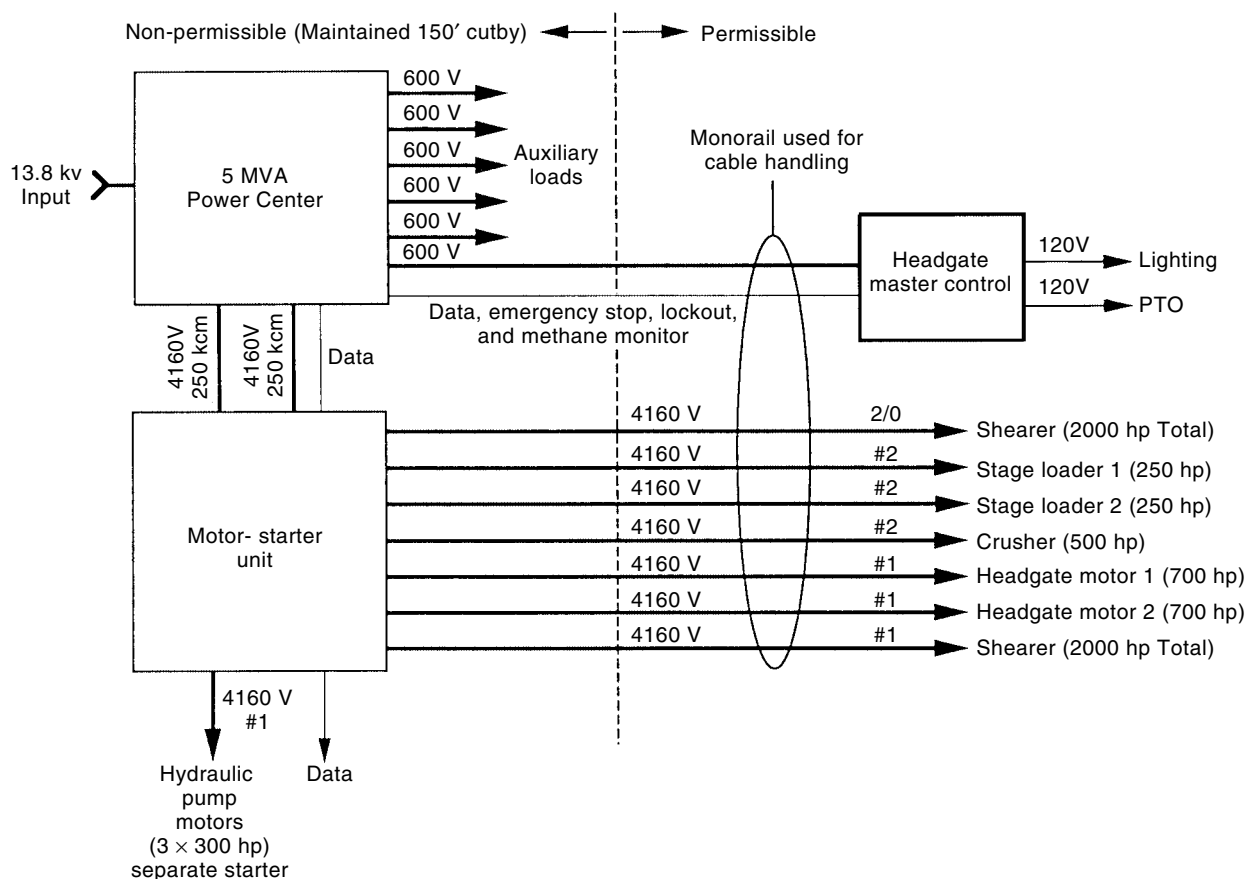 Non-permissible (Maintained 150′ cutby)
Permissible
13.8 kv
Input
5 MVA
Power Center
600 V
600 V
600 V
600 V
600 V
600 V
Auxiliary
loads
Monorail used for
cable handling
Headgate
master control
120V
Lighting
120V
PTO
Data, emergency stop, lockout,
and methane monitor
4160V
250 kcm
4160V
250 kcm
Data
Motor- starter
unit
4160 V 2/0 Shearer (2000 hp Total)
4160 V #2 Stage loader 1 (250 hp)
4160 V #2 Stage loader 2 (250 hp)
4160 V #2 Crusher (500 hp)
4160 V #1 Headgate motor 1 (700 hp)
4160 V #1 Headgate motor 2 (700 hp)
4160 V #1 Shearer (2000 hp Total)
4160 V
#1
Hydraulic
pump
motors
(3 × 300 hp)
separate starter
Data